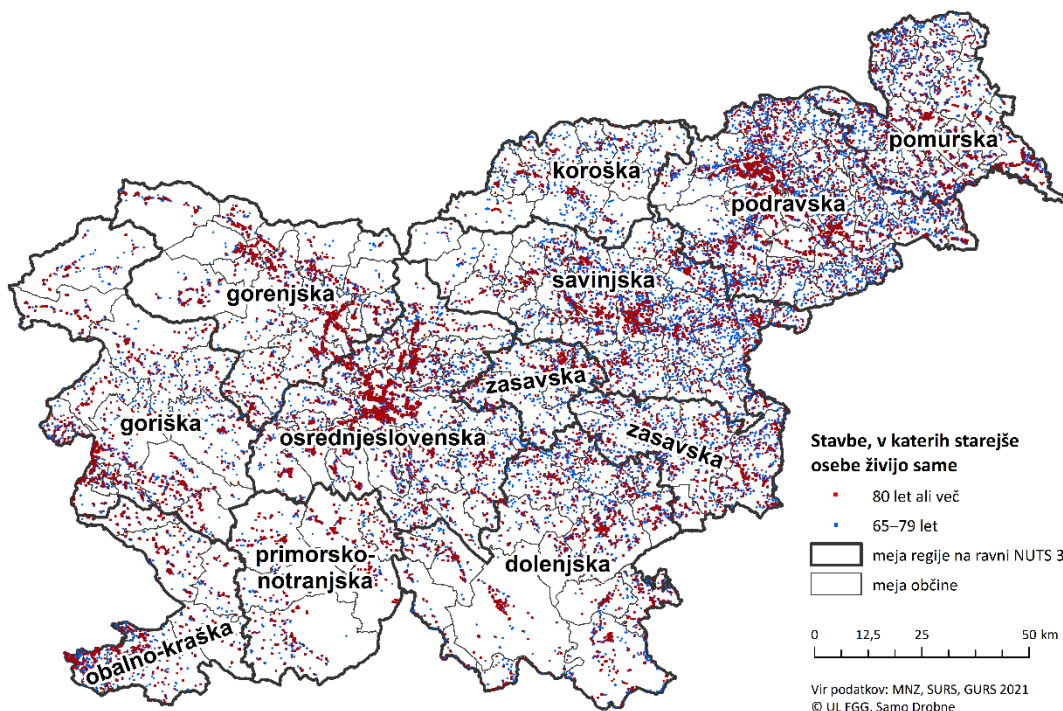 pomurska
koroška
podravska
savinjska
gorenjska
zasavska
goriška
osrednjeslovenska
zasavska
primorsko-
notranjska
dolenjska
obalno-kraška
Stavbe, v katerih starejše
osebe živijo same
80 let ali več
65–79 let
meja regije na ravni NUTS 3
meja občine
0 12,5 25 50 km
Vir podatkov: MNZ, SURS, GURS 2021
© UL FGG, Samo Drobne